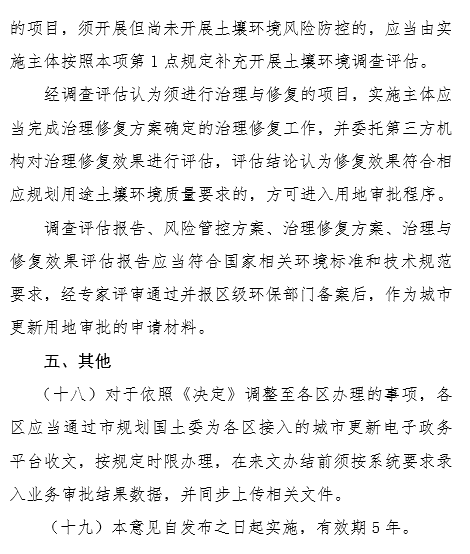 的项目，须开展但尚未开展土壤环境风险防控的，应当由实
施主体按照本项第 1 点规定补充开展土壤环境调查评估。
经调查评估认为须进行治理与修复的项目，实施主体应
当完成治理修复方案确定的治理修复工作，并委托第三方机
构对治理修复效果进行评估，评估结论认为修复效果符合相
应规划用途土壤环境质量要求的，方可进入用地审批程序。
调查评估报告、风险管控方案、治理修复方案、治理与
修复效果评估报告应当符合国家相关环境标准和技术规范
要求，经专家评审通过并报区级环保部门备案后，作为城市
更新用地审批的申请材料。
五、其他
（十八）对于依照《决定》调整至各区办理的事项，各
区应当通过市规划国土委为各区接入的城市更新电子政务
平台收文，按规定时限办理，在来文办结前须按系统要求录
入业务审批结果数据，并同步上传相关文件。
（十九）本意见自发布之日起实施，有效期 5 年。